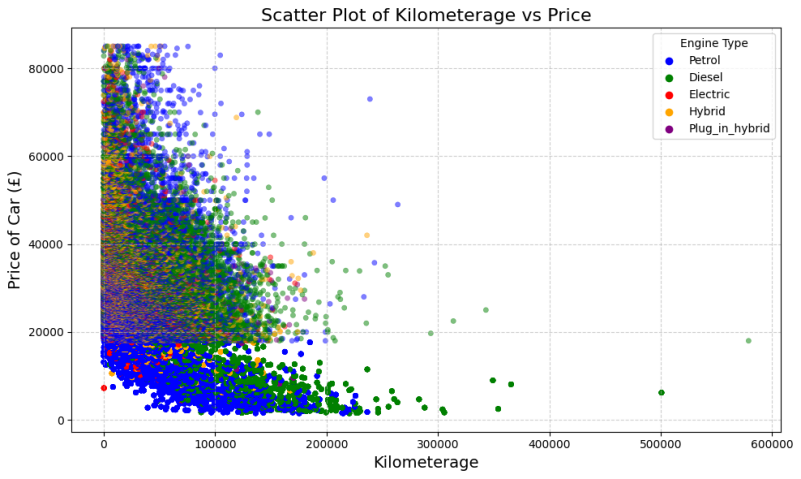 Scatter Plot of Kilometerage vs Price
Engine Type
Petrol
Diesel
Electric
Hybrid
Plug_in_hybrid
Price of Car (£)
80000
60000
40000
20000
0
0 100000 200000 300000 400000 500000 600000
Kilometerage